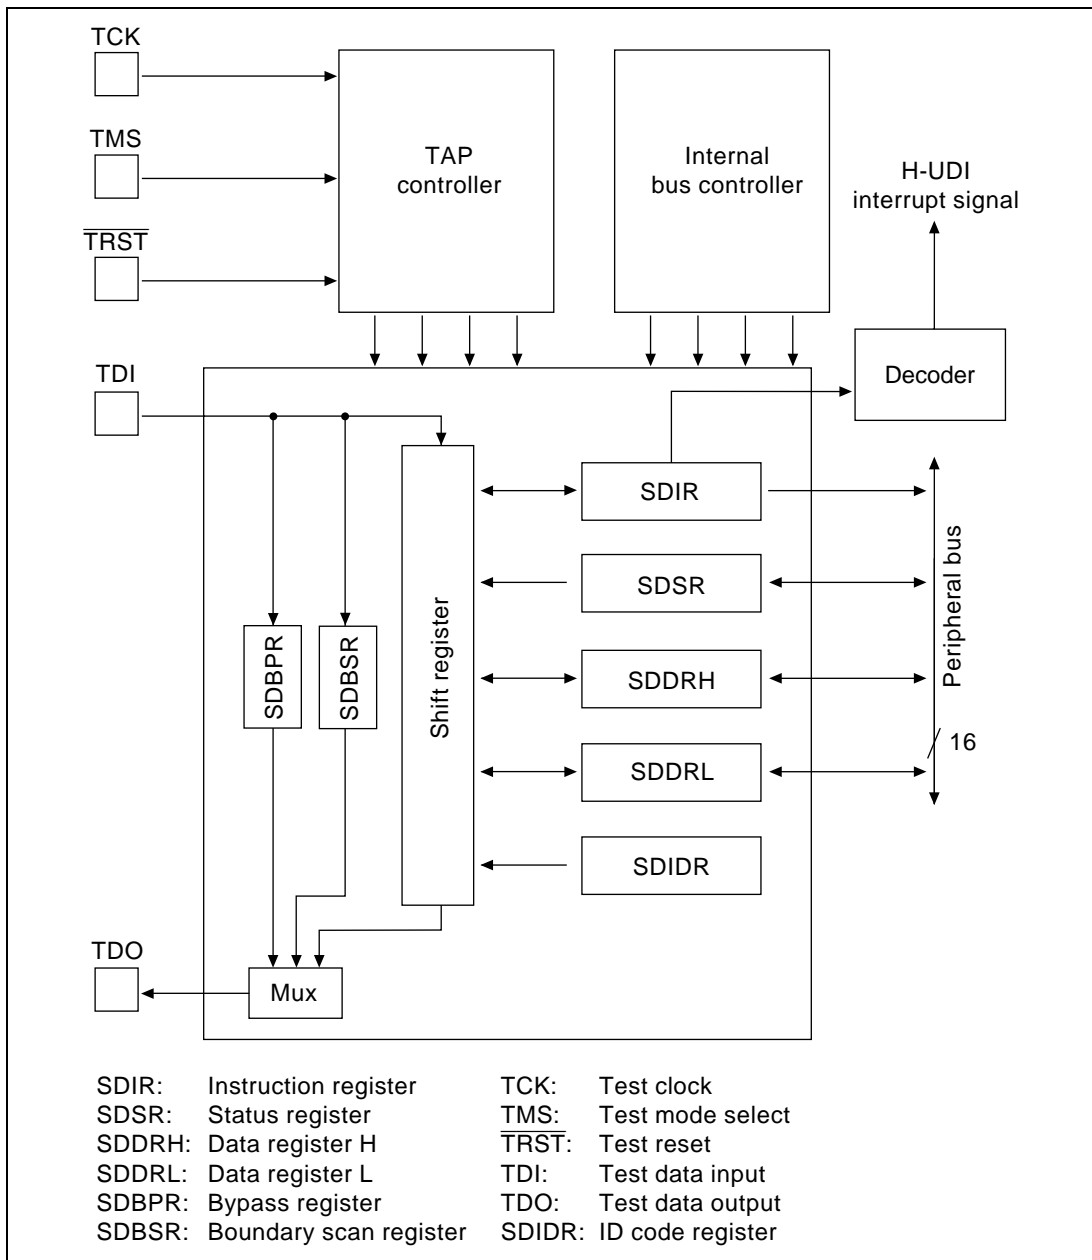 TCK
TMS
TRST
TDI
TDO
TAP
controller
Internal
bus controller
H-UDI
interrupt signal
Decoder
SDIR
SDSR
SDDRH
SDDRL
SDIDR
Shift register
SDBPR
SDBSR
Mux
Peripheral bus
16
SDIR: Instruction register
SDSR: Status register
SDDRH: Data register H
SDDRL: Data register L
SDBPR: Bypass register
SDBSR: Boundary scan register
TCK: Test clock
TMS: Test mode select
TRST: Test reset
TDI: Test data input
TDO: Test data output
SDIDR: ID code register